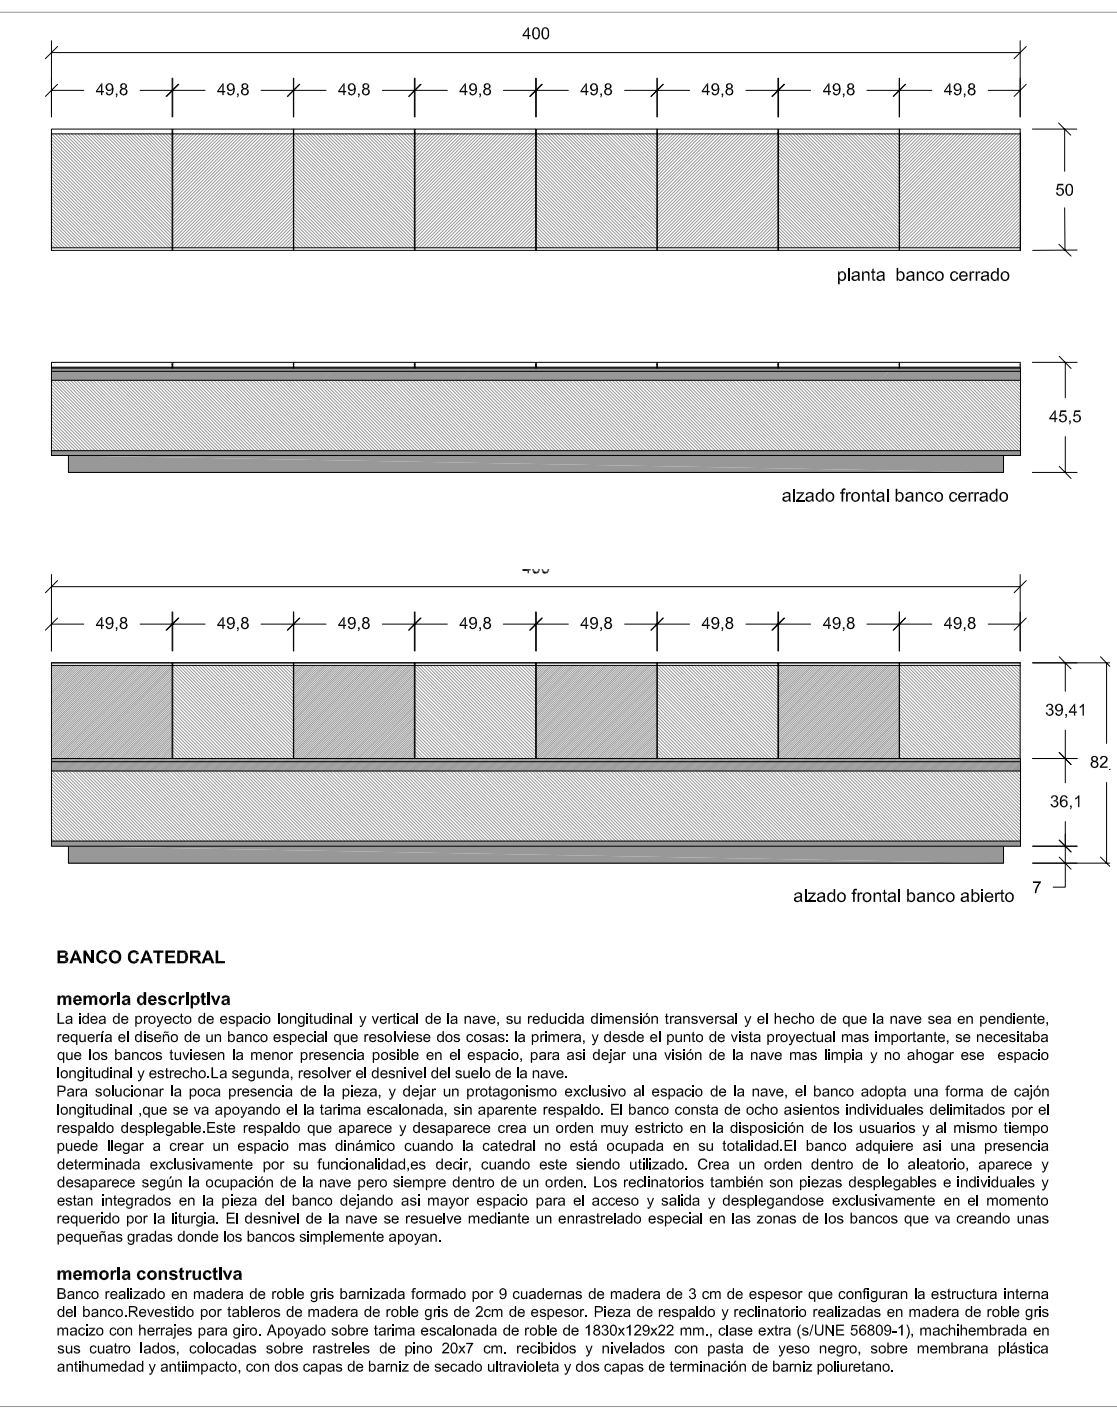 400
49,8 49,8 49,8 49,8 49,8 49,8 49,8 49,8
50
planta banco cerrado
45,5
alzado frontal banco cerrado
49,8 49,8 49,8 49,8 49,8 49,8 49,8 49,8
39,41
82
36,1
7
alzado frontal banco abierto
BANCO CATEDRAL
memoria descriptiva
La idea de proyecto de espacio longitudinal y vertical de la nave, su reducida dimensión transversal y el hecho de que la nave sea en pendiente,
requería el diseño de un banco especial que resolviese dos cosas: la primera, y desde el punto de vista proyectual mas importante, se necesitaba
que los bancos tuviesen la menor presencia posible en el espacio, para asi dejar una visión de la nave mas limpia y no ahogar ese espacio
longitudinal y estrecho.La segunda, resolver el desnivel del suelo de la nave.
Para solucionar la poca presencia de la pieza, y dejar un protagonismo exclusivo al espacio de la nave, el banco adopta una forma de cajón
longitudinal ,que se va apoyando el la tarima escalonada, sin aparente respaldo. El banco consta de ocho asientos individuales delimitados por el
respaldo desplegable.Este respaldo que aparece y desaparece crea un orden muy estricto en la disposición de los usuarios y al mismo tiempo
puede llegar a crear un espacio mas dinámico cuando la catedral no está ocupada en su totalidad.El banco adquiere asi una presencia
determinada exclusivamente por su funcionalidad,es decir, cuando este siendo utilizado. Crea un orden dentro de lo aleatorio, aparece y
desaparece según la ocupación de la nave pero siempre dentro de un orden. Los reclinatorios también son piezas desplegables e individuales y
estan integrados en la pieza del banco dejando asi mayor espacio para el acceso y salida y desplegandose exclusivamente en el momento
requerido por la liturgia. El desnivel de la nave se resuelve mediante un enrastrelado especial en las zonas de los bancos que va creando unas
pequeñas gradas donde los bancos simplemente apoyan.
memoria constructiva
Banco realizado en madera de roble gris barnizada formado por 9 cuadernas de madera de 3 cm de espesor que configuran la estructura interna
del banco.Revestido por tableros de madera de roble gris de 2cm de espesor. Pieza de respaldo y reclinatorio realizadas en madera de roble gris
macizo con herrajes para giro. Apoyado sobre tarima escalonada de roble de 1830x129x22 mm., clase extra (s/UNE 56809-1), machihembrada en
sus cuatro lados, colocadas sobre rastreles de pino 20x7 cm. recibidos y nivelados con pasta de yeso negro, sobre membrana plástica
antihumedad y antiimpacto, con dos capas de barniz de secado ultravioleta y dos capas de terminación de barniz poliuretano.